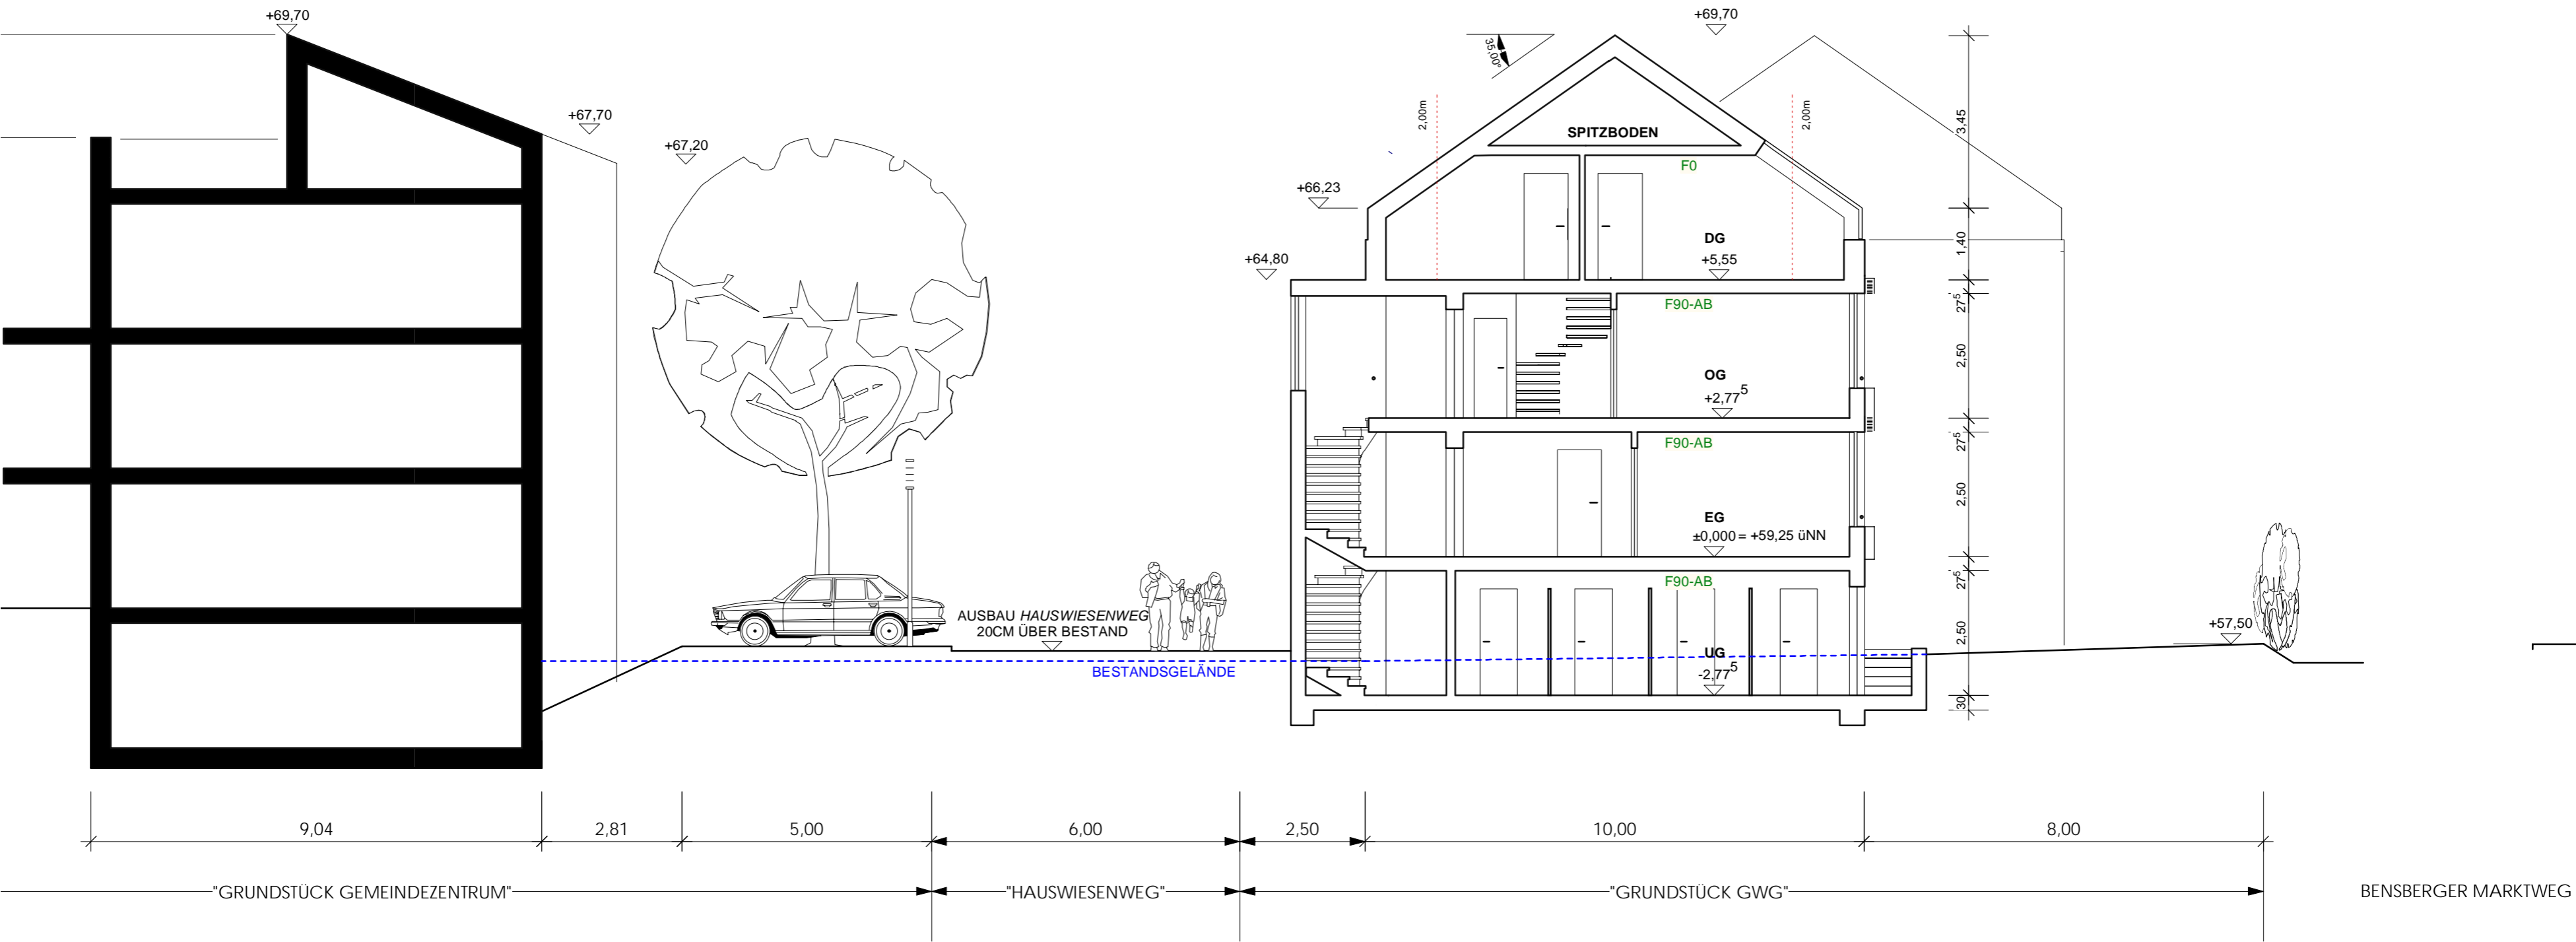 +69,70
+69,70
35,00°
+67,70
+67,20
2,00m
2,00m
3,45
SPITZBODEN
F0
+66,23
1,40
DG
+5,55
+64,80
27⁵
F90-AB
2,50
OG
+2,77⁵
27⁵
F90-AB
2,50
EG
±0,000 = +59,25 üNN
27⁵
F90-AB
AUSBAU HAUSWIESENWEG
20CM ÜBER BESTAND
+57,50
2,50
UG
-2,77⁵
BESTANDSGELÄNDE
30
9,04
2,81
5,00
6,00
2,50
10,00
8,00
"GRUNDSTÜCK GEMEINDEZENTRUM"
"HAUSWIESENWEG"
"GRUNDSTÜCK GWG"
BENSBERGER MARKTWEG